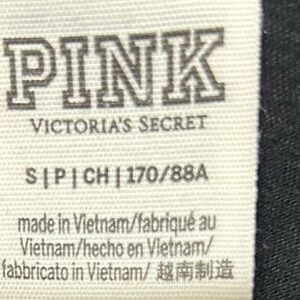 PINK
VICTORIA'S SECRET
S|P|CH|170/88A
made in Vietnam/fabriqué au
Vietnam/hecho en Vietnam/
fabbricato in Vietnam/ 越南制造